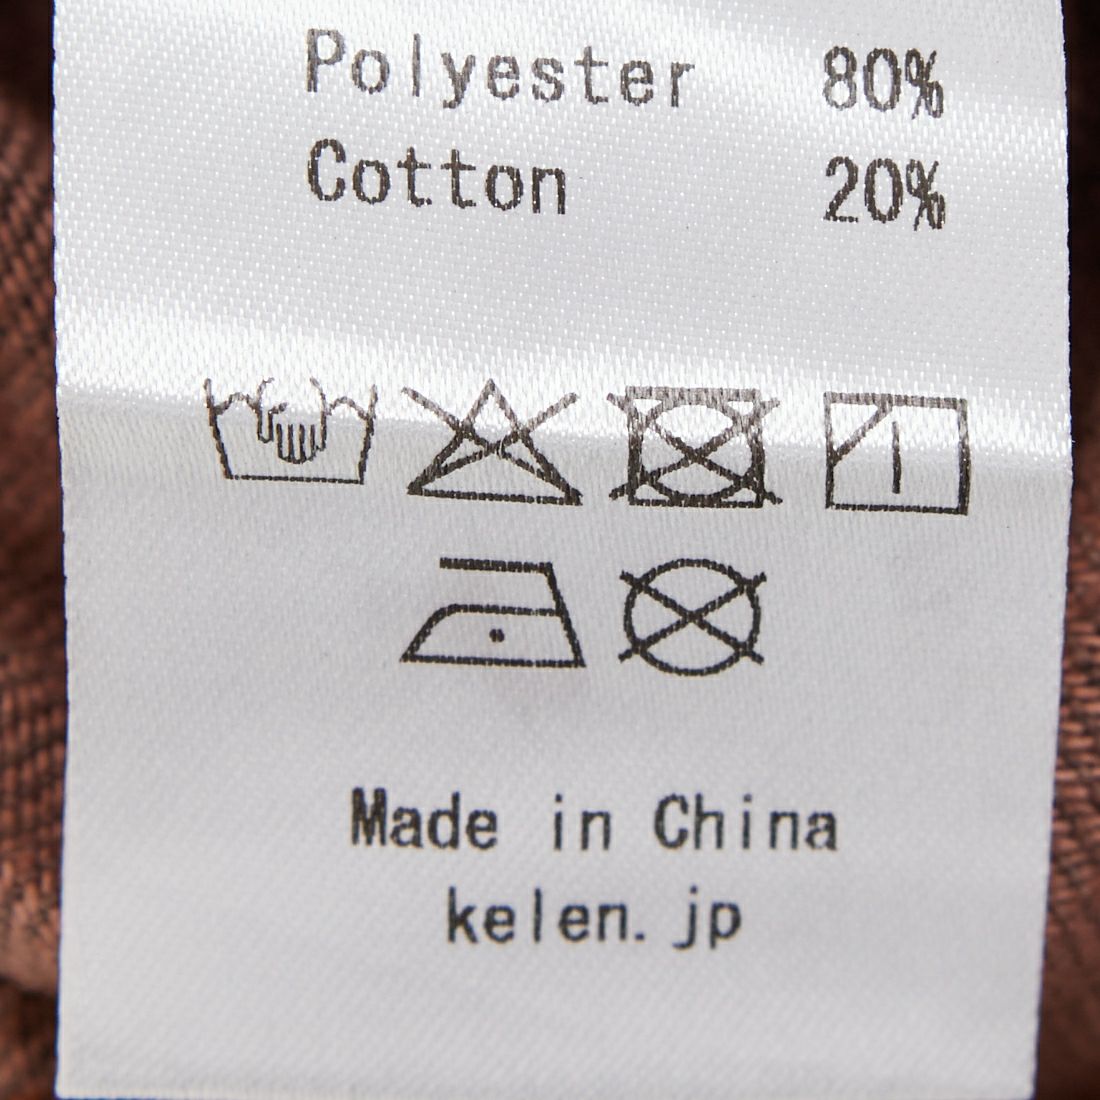 Polyester 80%
Cotton 20%
Made in China
kelen.jp